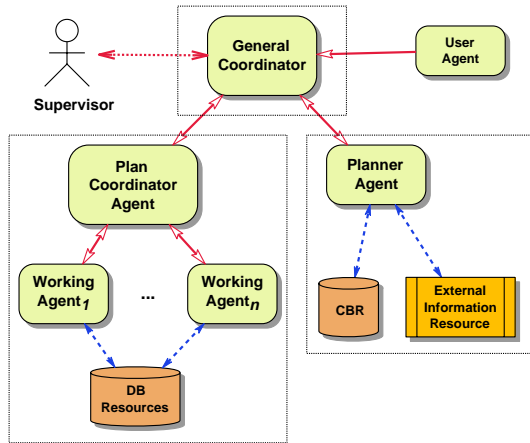 General
Coordinator
User
Agent
Supervisor
Plan
Coordinator
Agent
Planner
Agent
Working
Agent1
...
Working
Agentn
CBR
External
Information
Resource
DB
Resources